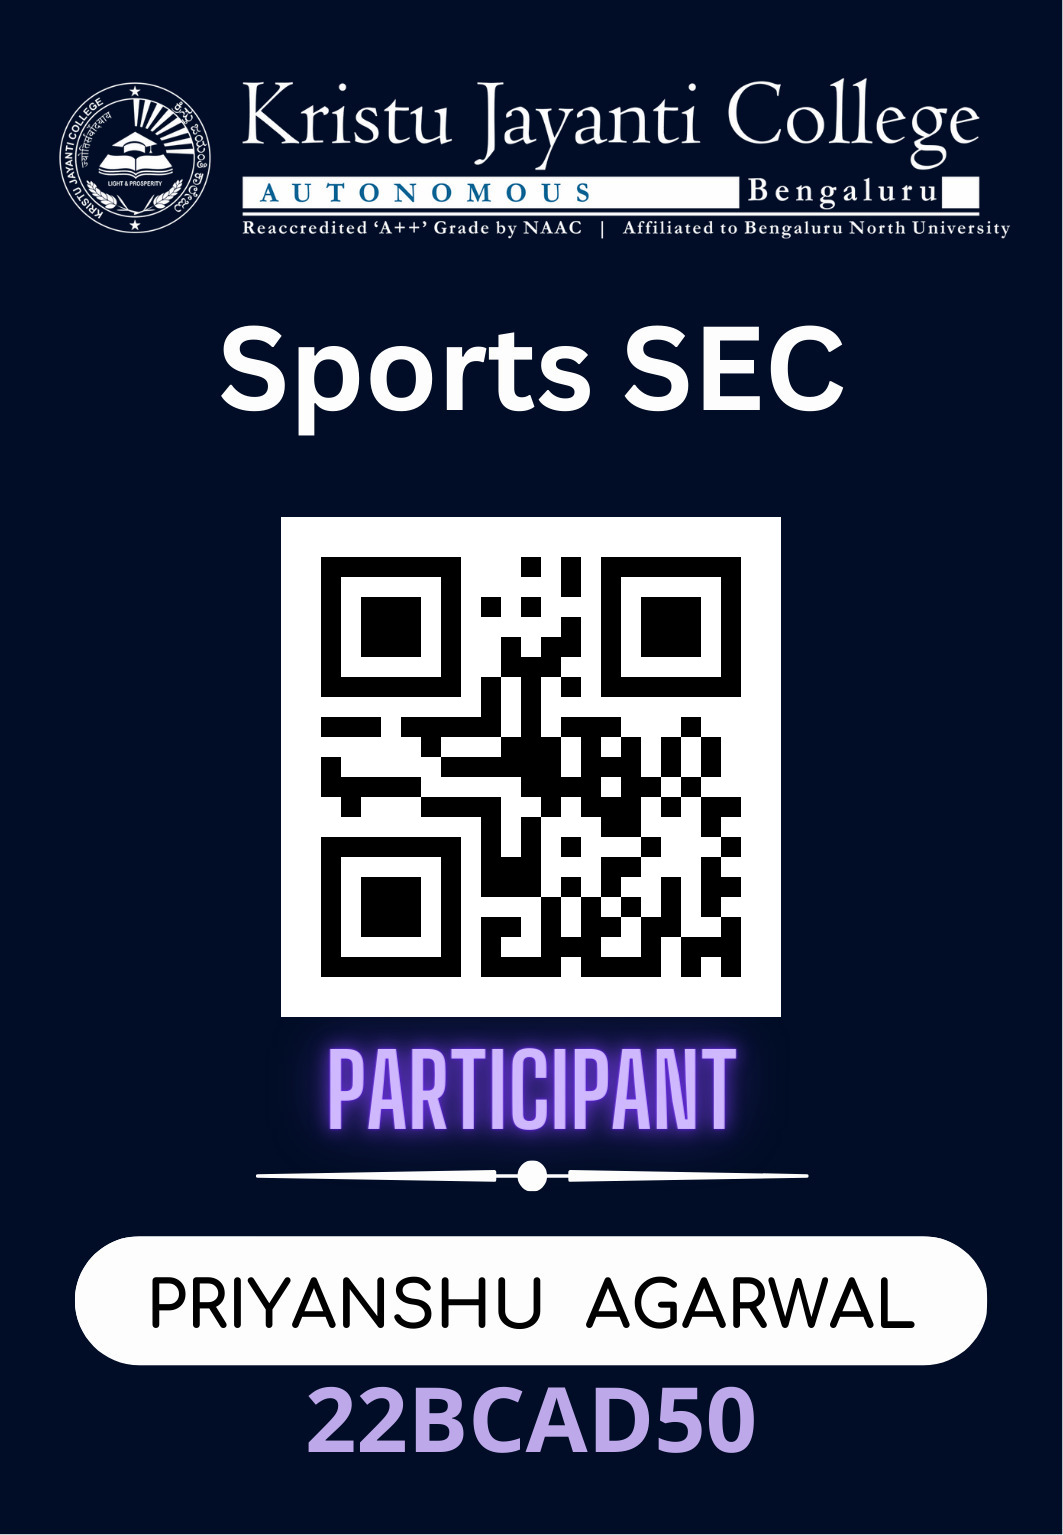 KRISTU JAYANTI COLLEGE
ಕ್ರಿಸ್ತು ಜಯಂತಿ ಕಾಲೇಜು
LIGHT & PROSPERITY
Kristu Jayanti College
AUTONOMOUS Bengaluru
Reaccredited ‘A++’ Grade by NAAC | Affiliated to Bengaluru North University
Sports SEC
PARTICIPANT
PRIYANSHU AGARWAL
22BCAD50